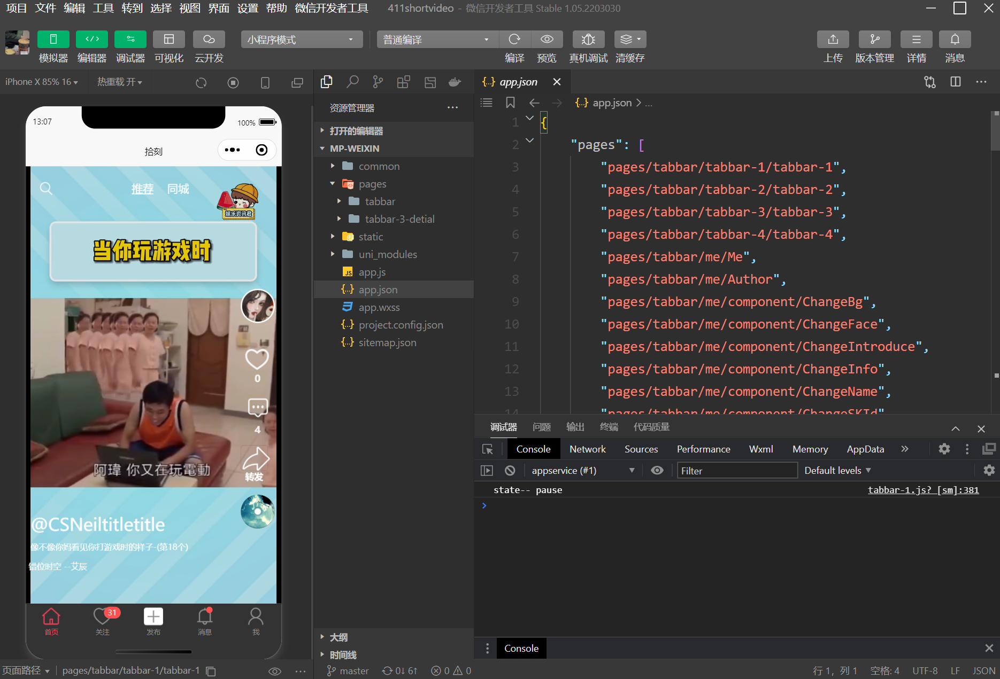 项目 文件 编辑 工具 转到 选择 视图 界面 设置 帮助 微信开发者工具 411shortvideo - 微信开发者工具 Stable 1.05.2203030
小程序模式 普通编译
模拟器 编辑器 调试器 可视化 云开发 编译 预览 真机调试 清缓存 上传 版本管理 详情 消息
iPhone X 85% 16 热重载 开
13:07 100%
拾刻
推荐 同城
娱乐资讯君
当你玩游戏时
0
4
阿瑋 你又在玩電動
转发
@CSNeiltitletitle
像不像你妈看见你打游戏时的样子-(第18个)
错位时空 --艾辰
31
首页 关注 发布 消息 我
页面路径 pages/tabbar/tabbar-1/tabbar-1
资源管理器
打开的编辑器
MP-WEIXIN
common
pages
tabbar
tabbar-3-detial
static
uni_modules
JS app.js
{..} app.json
app.wxss
{..} project.config.json
{..} sitemap.json
大纲
时间线
master 0↓ 6↑ 0 0
{..} app.json
{..} app.json > ...
1 {
2 "pages": [
3 "pages/tabbar/tabbar-1/tabbar-1",
4 "pages/tabbar/tabbar-2/tabbar-2",
5 "pages/tabbar/tabbar-3/tabbar-3",
6 "pages/tabbar/tabbar-4/tabbar-4",
7 "pages/tabbar/me/Me",
8 "pages/tabbar/me/Author",
9 "pages/tabbar/me/component/ChangeBg",
10 "pages/tabbar/me/component/ChangeFace",
11 "pages/tabbar/me/component/ChangeIntroduce",
12 "pages/tabbar/me/component/ChangeInfo",
13 "pages/tabbar/me/component/ChangeName",
14 "pages/tabbar/me/component/ChangeSKId"
调试器 问题 输出 终端 代码质量
Console Network Sources Performance Wxml Memory AppData »
appservice (#1) Filter Default levels
state-- pause tabbar-1.js? [sm]:381
Console
行 1，列 1 空格: 4 UTF-8 LF JSON